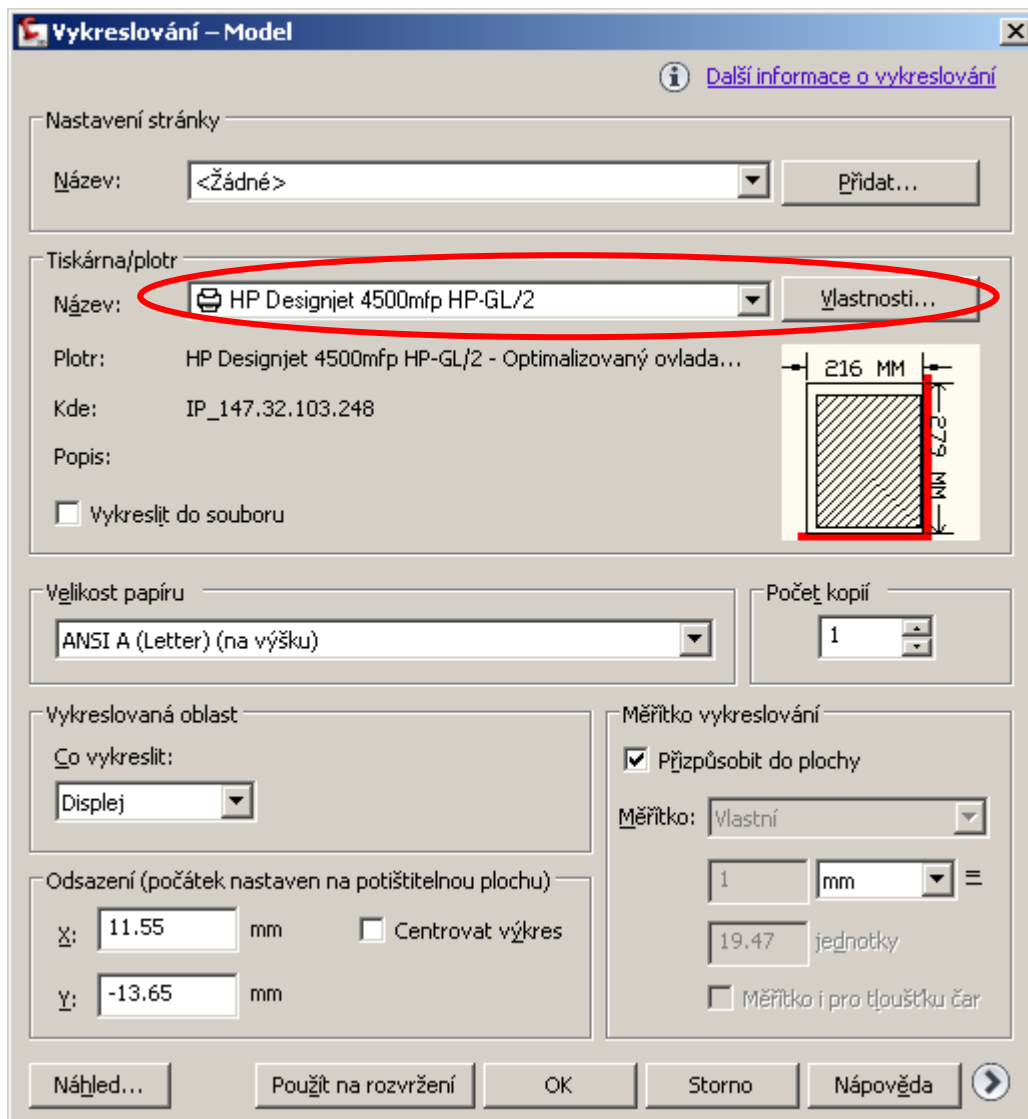 Vykreslování – Model
Další informace o vykreslování
Nastavení stránky
Název: <Žádné> Přidat...
Tiskárna/plotr
Název: HP Designjet 4500mfp HP-GL/2 Vlastnosti...
Plotr: HP Designjet 4500mfp HP-GL/2 - Optimalizovaný ovlada...
216 MM
Kde: IP_147.32.103.248
279 MM
Popis:
Vykreslit do souboru
Velikost papíru
ANSI A (Letter) (na výšku)
Počet kopií
1
Vykreslovaná oblast
Co vykreslit:
Displej
Měřítko vykreslování
Přizpůsobit do plochy
Měřítko: Vlastní
1 mm =
19.47 jednotky
Měřítko i pro tloušťku čar
Odsazení (počátek nastaven na potištitelnou plochu)
X: 11.55 mm Centrovat výkres
Y: -13.65 mm
Náhled... Použít na rozvržení OK Storno Nápověda